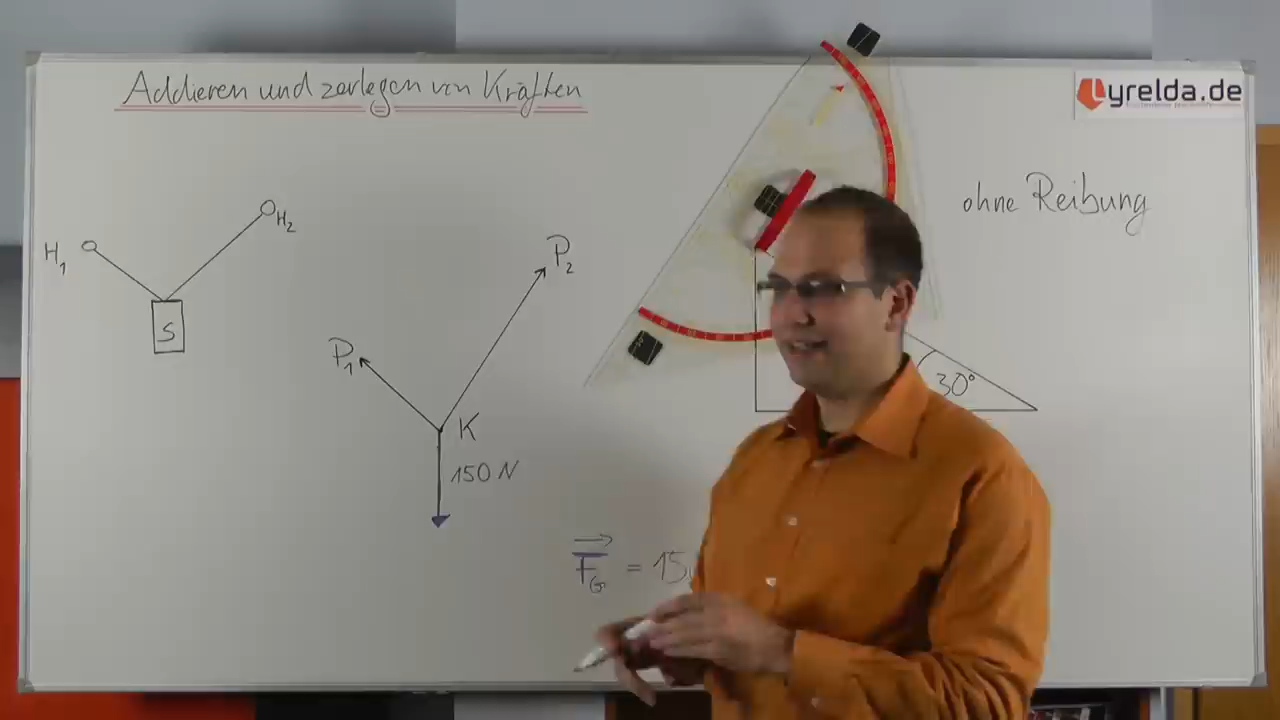 Addieren und zerlegen von Kräften
Lyrelda.de
ohne Reibung
H1
H2
S
P1
P2
K
150 N
30°
F_G = 15